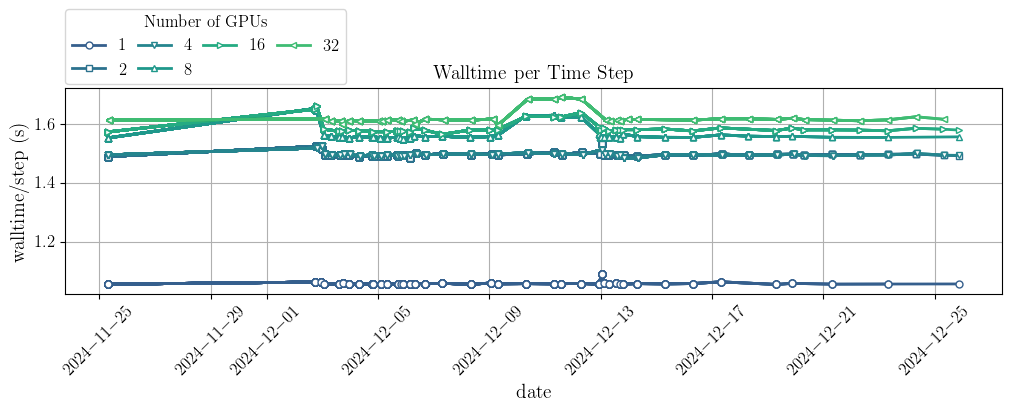 Number of GPUs
1 4 16 32
2 8
Walltime per Time Step
walltime/step (s)
1.6
1.4
1.2
2024−11−25
2024−11−29
2024−12−01
2024−12−05
2024−12−09
2024−12−13
2024−12−17
2024−12−21
2024−12−25
date